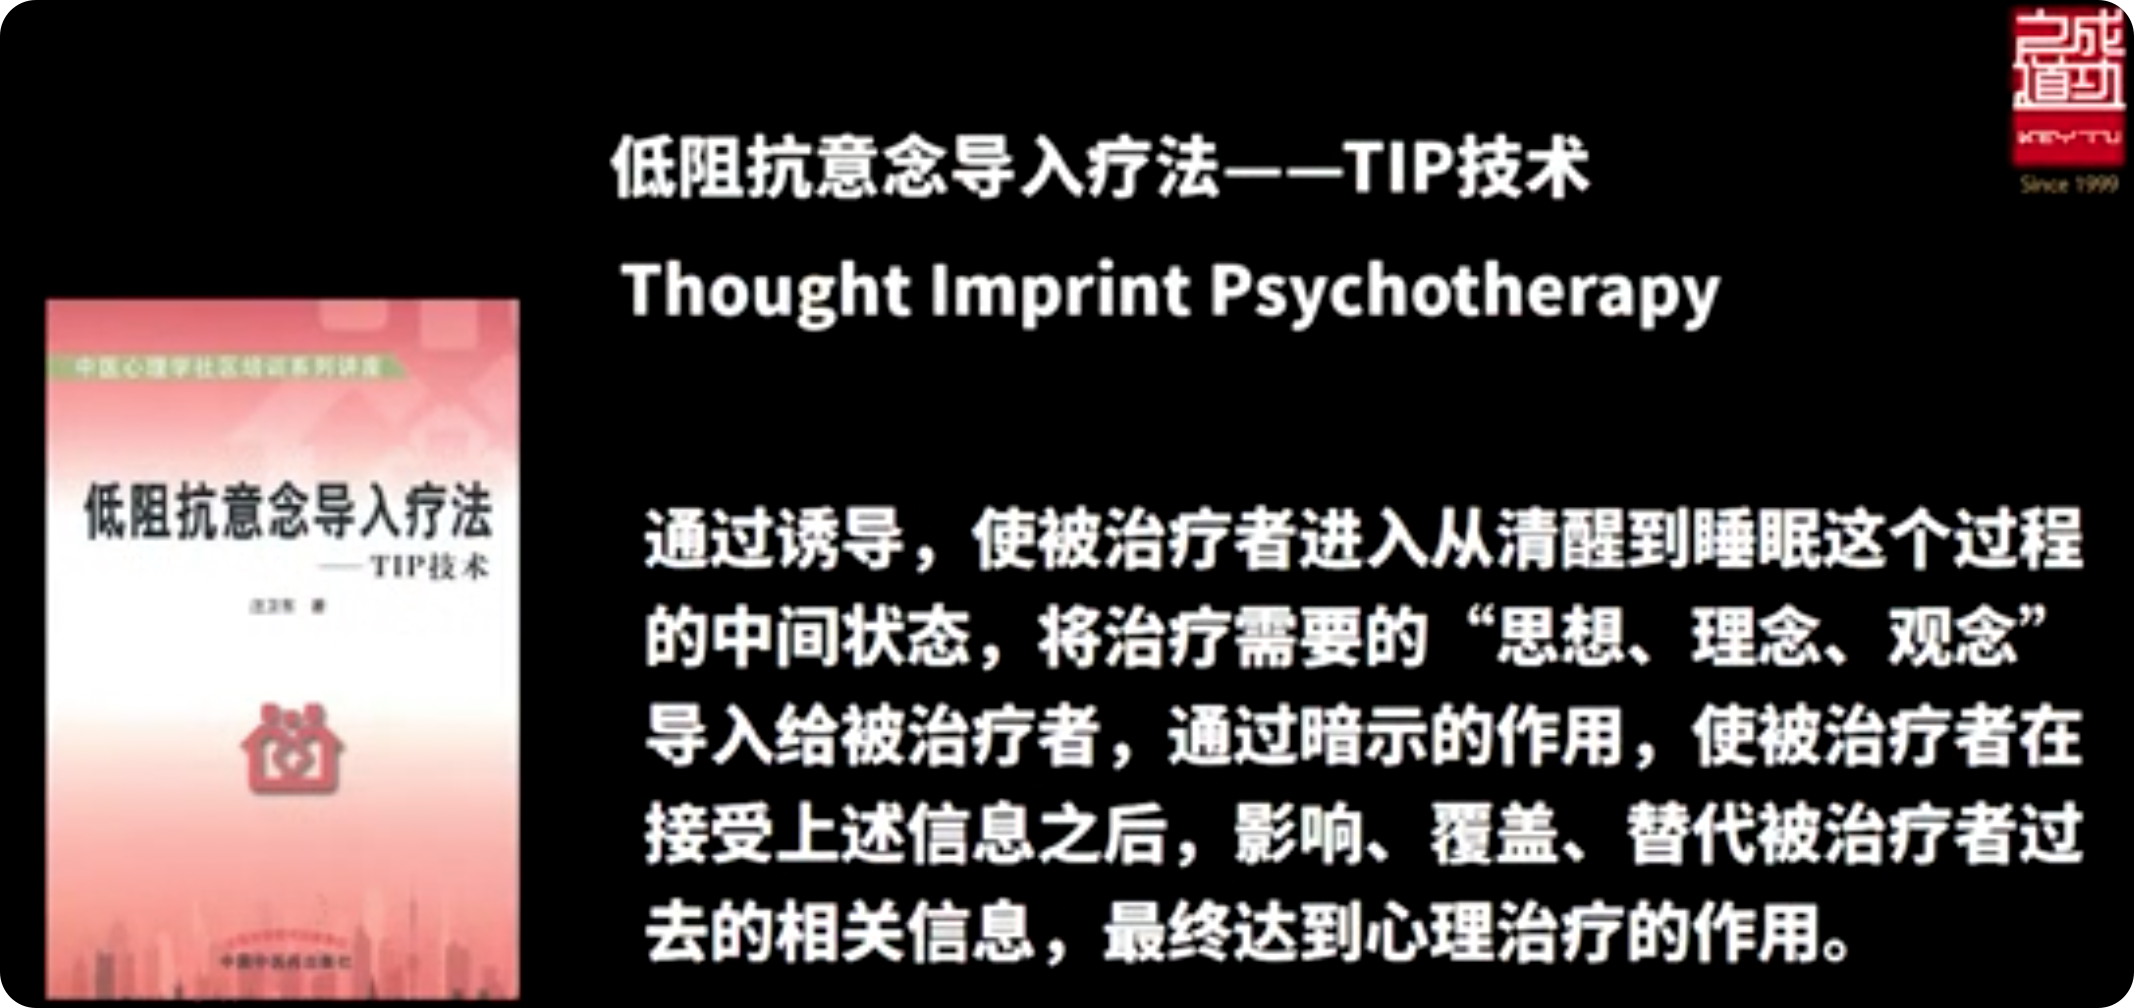 成功
之道
KEYTU
Since 1999
低阻抗意念导入疗法——TIP技术
Thought Imprint Psychotherapy
中医心理学社区培训系列讲座
低阻抗意念导入疗法
——TIP技术
汪卫东 著
中国中医药出版社
通过诱导，使被治疗者进入从清醒到睡眠这个过程
的中间状态，将治疗需要的“思想、理念、观念”
导入给被治疗者，通过暗示的作用，使被治疗者在
接受上述信息之后，影响、覆盖、替代被治疗者过
去的相关信息，最终达到心理治疗的作用。